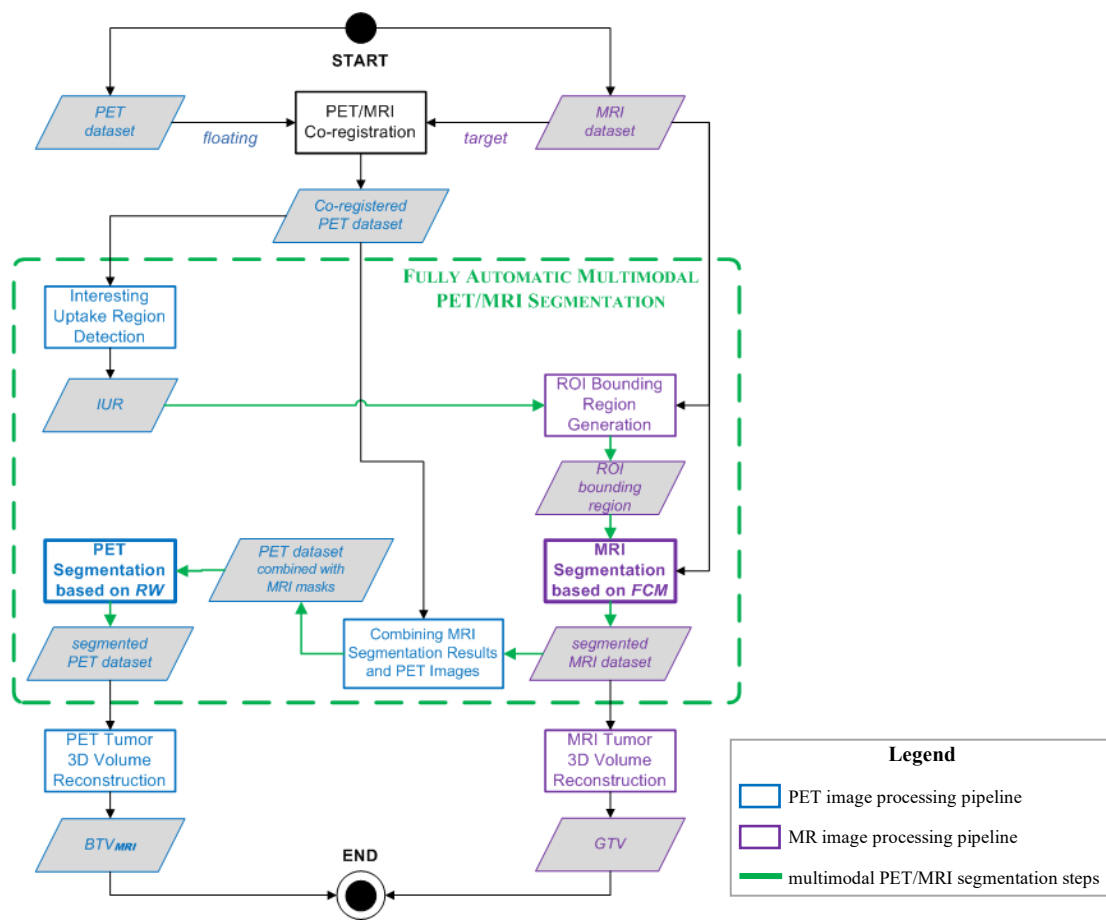 START
PET
dataset
floating
PET/MRI
Co-registration
target
MRI
dataset
Co-registered
PET dataset
FULLY AUTOMATIC MULTIMODAL
PET/MRI SEGMENTATION
Interesting
Uptake Region
Detection
IUR
ROI Bounding
Region
Generation
ROI
bounding
region
PET
Segmentation
based on RW
PET dataset
combined with
MRI masks
MRI
Segmentation
based on FCM
segmented
PET dataset
Combining MRI
Segmentation Results
and PET Images
segmented
MRI dataset
PET Tumor
3D Volume
Reconstruction
MRI Tumor
3D Volume
Reconstruction
BTVMRI
END
GTV
Legend
PET image processing pipeline
MR image processing pipeline
multimodal PET/MRI segmentation steps